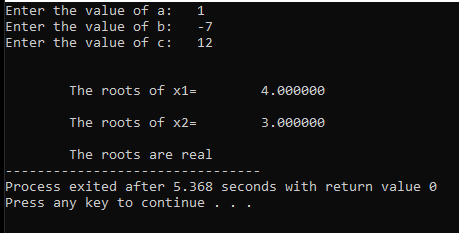 Enter the value of a:   1
Enter the value of b:   -7
Enter the value of c:   12
The roots of x1=        4.000000
The roots of x2=        3.000000
The roots are real
--------------------------------
Process exited after 5.368 seconds with return value 0
Press any key to continue . . .